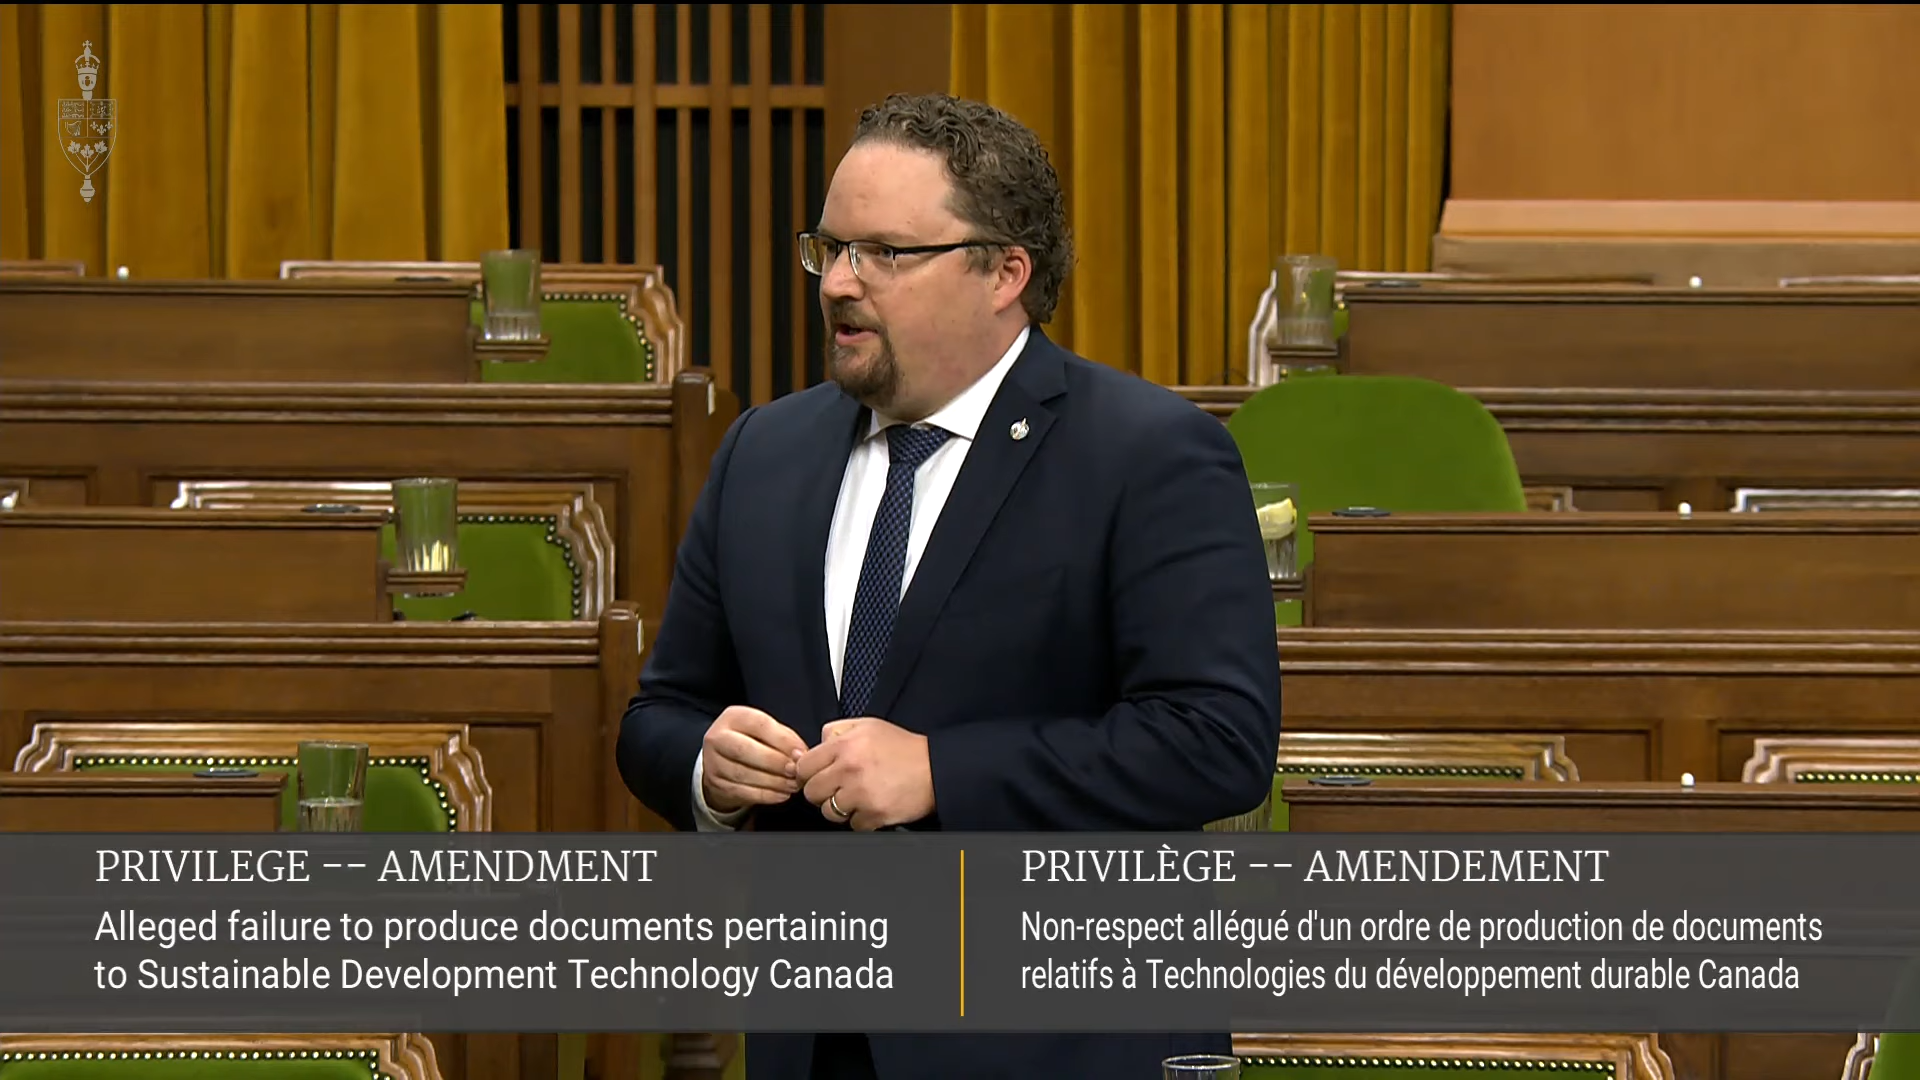 PRIVILEGE -- AMENDMENT
Alleged failure to produce documents pertaining
to Sustainable Development Technology Canada
PRIVILÈGE -- AMENDEMENT
Non-respect allégué d'un ordre de production de documents
relatifs à Technologies du développement durable Canada